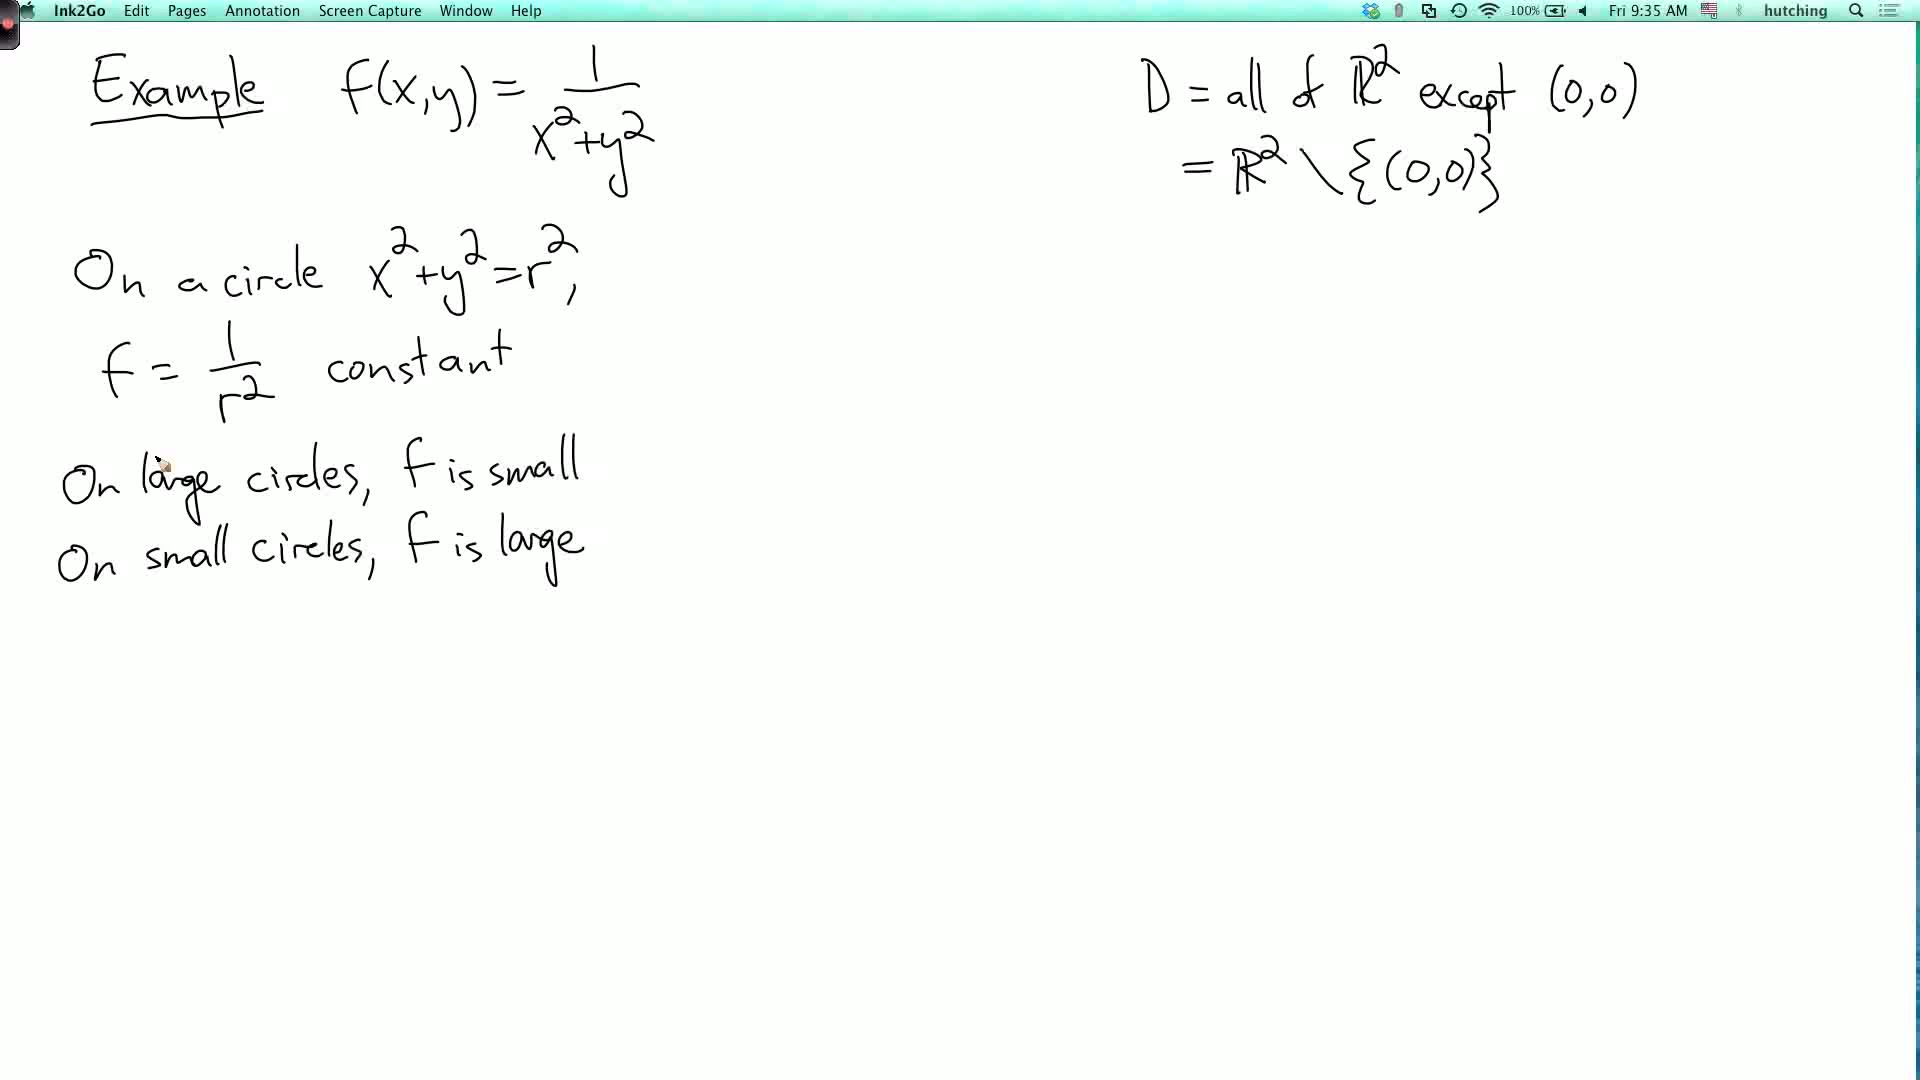 Ink2Go Edit Pages Annotation Screen Capture Window Help 100% Fri 9:35 AM hutching
Example f(x,y) = 1/(x²+y²)
D = all of ℝ² except (0,0)
= ℝ² \ {(0,0)}
On a circle x²+y²=r²,
f = 1/r² constant
On large circles, f is small
On small circles, f is large